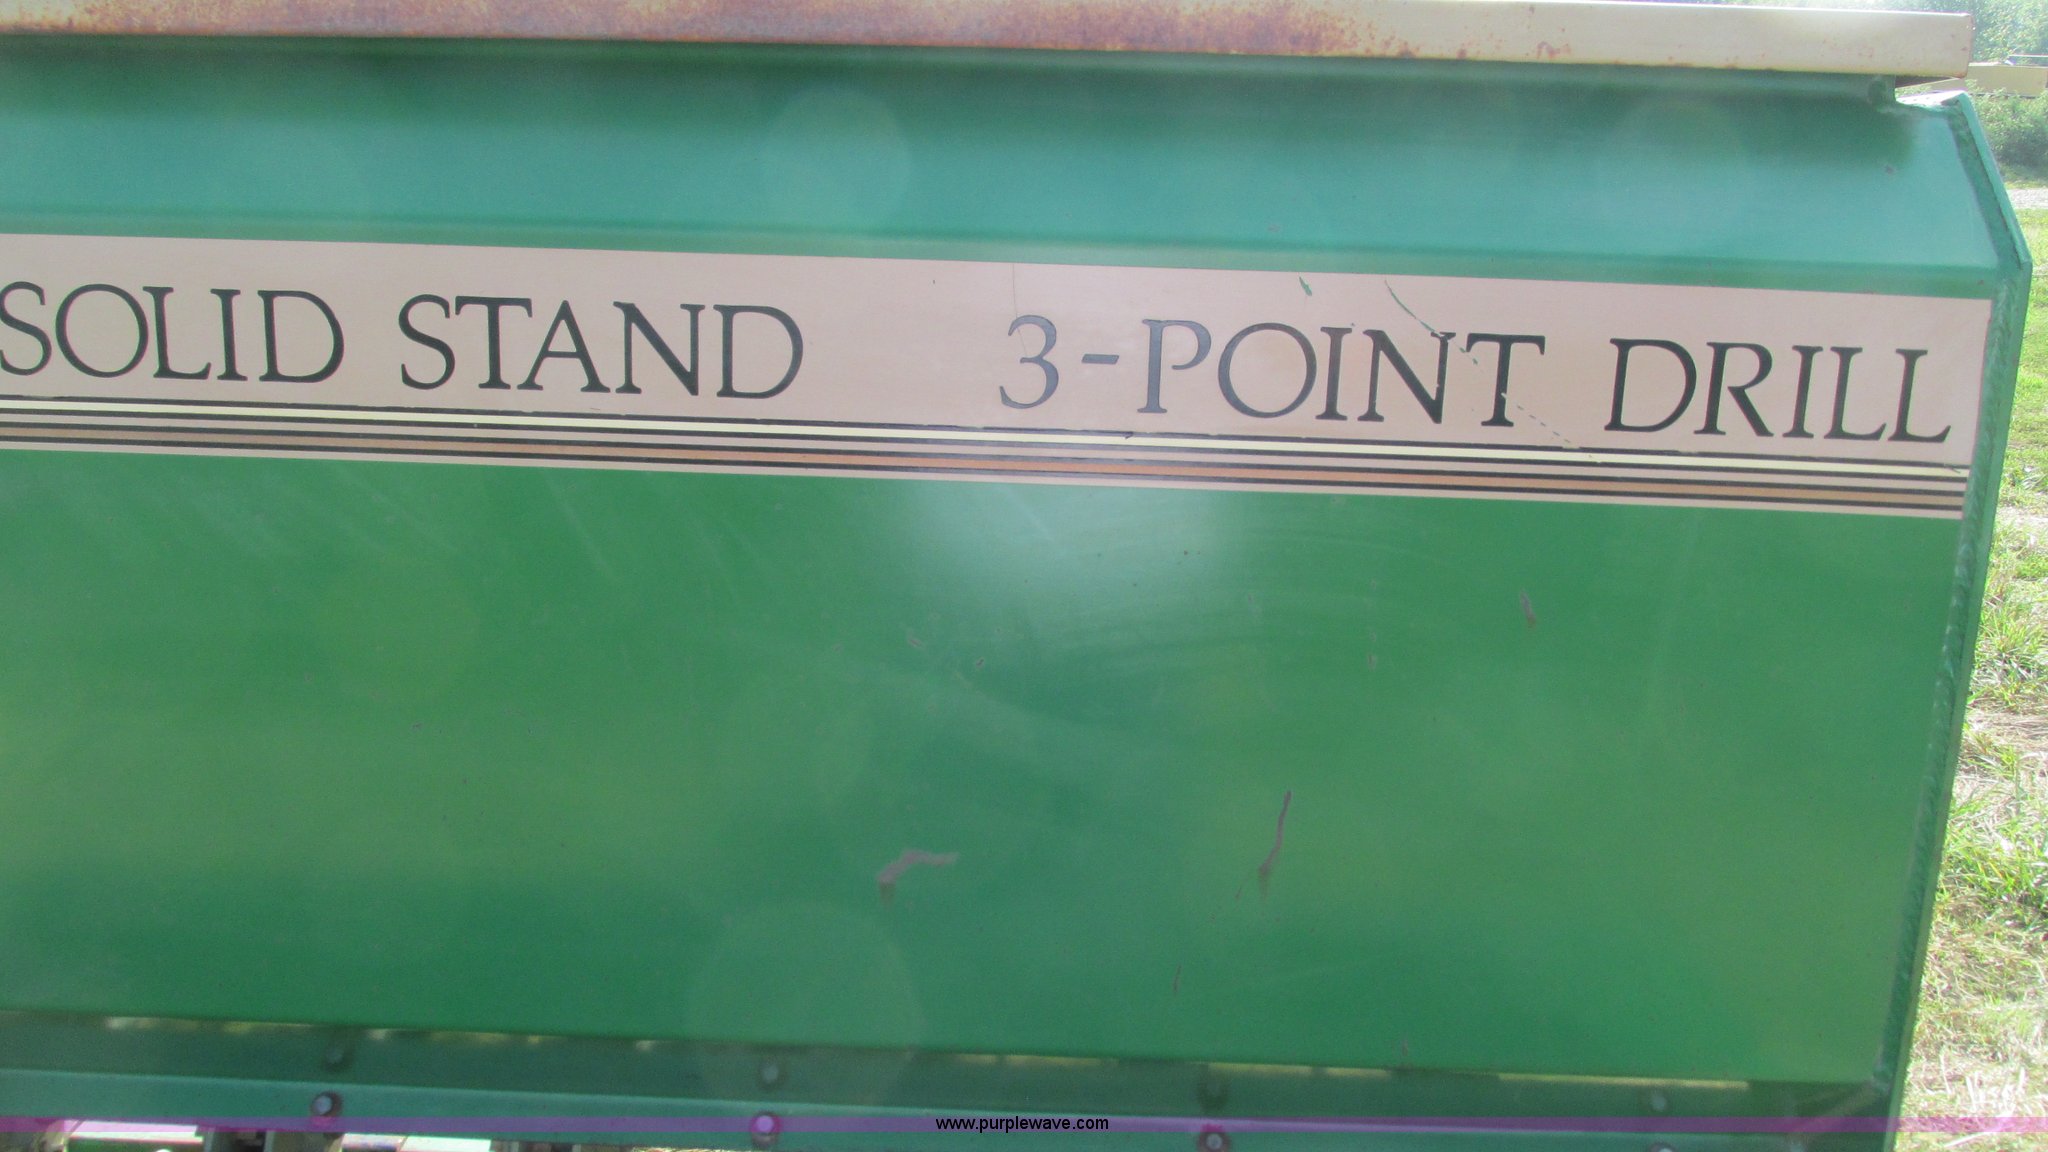 SOLID STAND 3-POINT DRILL
www.purplewave.com